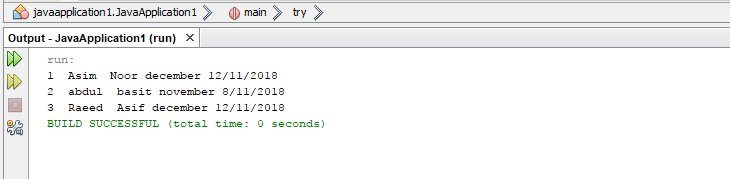 javaapplication1.JavaApplication1 main try
Output - JavaApplication1 (run)
run:
1  Asim  Noor december 12/11/2018
2  abdul  basit november 8/11/2018
3  Raeed  Asif december 12/11/2018
BUILD SUCCESSFUL (total time: 0 seconds)